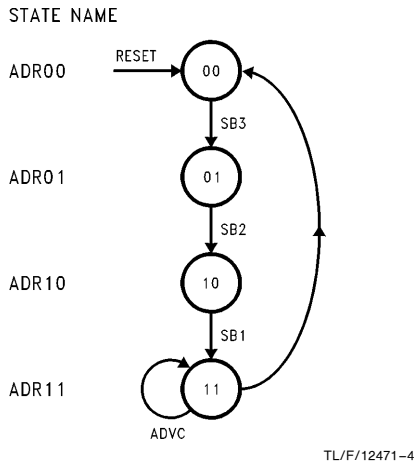 STATE NAME
RESET
ADR00
00
SB3
ADR01
01
SB2
ADR10
10
SB1
ADR11
11
ADVC
TL/F/12471–4